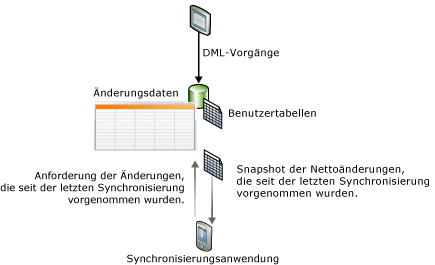 DML-Vorgänge
Änderungsdaten
Benutzertabellen
Anforderung der Änderungen,
die seit der letzten Synchronisierung
vorgenommen wurden.
Snapshot der Nettoänderungen,
die seit der letzten Synchronisierung
vorgenommen wurden.
Synchronisierungsanwendung